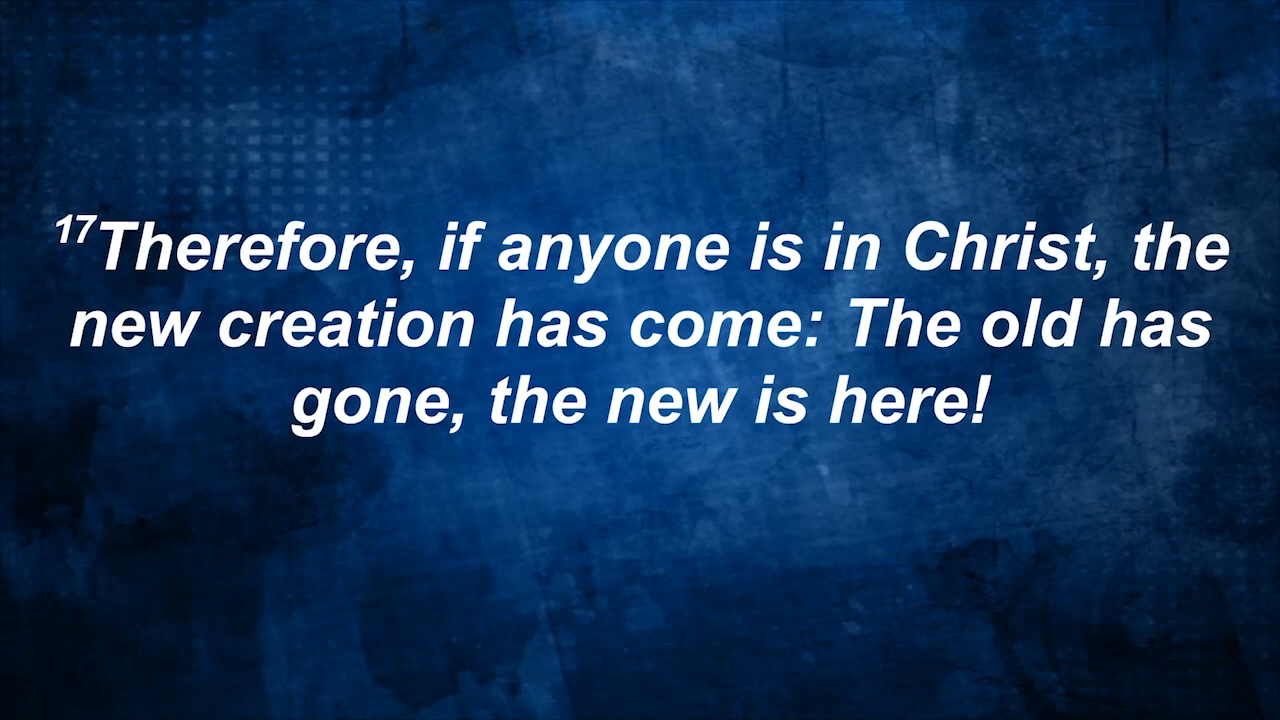 17Therefore, if anyone is in Christ, the
new creation has come: The old has
gone, the new is here!